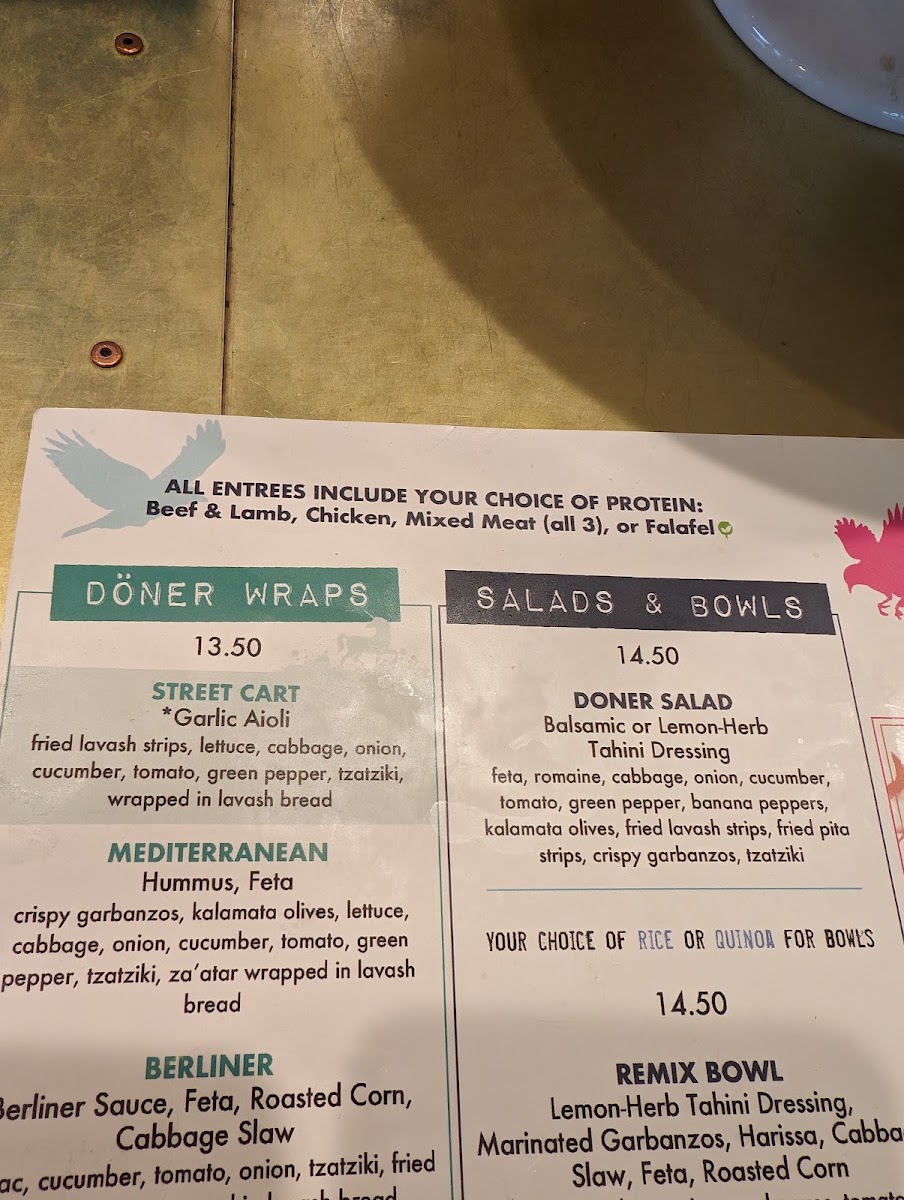 ALL ENTREES INCLUDE YOUR CHOICE OF PROTEIN:
Beef & Lamb, Chicken, Mixed Meat (all 3), or Falafel
DÖNER WRAPS
13.50
STREET CART
*Garlic Aioli
fried lavash strips, lettuce, cabbage, onion,
cucumber, tomato, green pepper, tzatziki,
wrapped in lavash bread
MEDITERRANEAN
Hummus, Feta
crispy garbanzos, kalamata olives, lettuce,
cabbage, onion, cucumber, tomato, green
pepper, tzatziki, za'atar wrapped in lavash
bread
BERLINER
Berliner Sauce, Feta, Roasted Corn,
Cabbage Slaw
cucumber, tomato, onion, tzatziki, fried
bread
SALADS & BOWLS
14.50
DONER SALAD
Balsamic or Lemon-Herb
Tahini Dressing
feta, romaine, cabbage, onion, cucumber,
tomato, green pepper, banana peppers,
kalamata olives, fried lavash strips, fried pita
strips, crispy garbanzos, tzatziki
YOUR CHOICE OF RICE OR QUINOA FOR BOWLS
14.50
REMIX BOWL
Lemon-Herb Tahini Dressing,
Marinated Garbanzos, Harissa, Cabba
Slaw, Feta, Roasted Corn